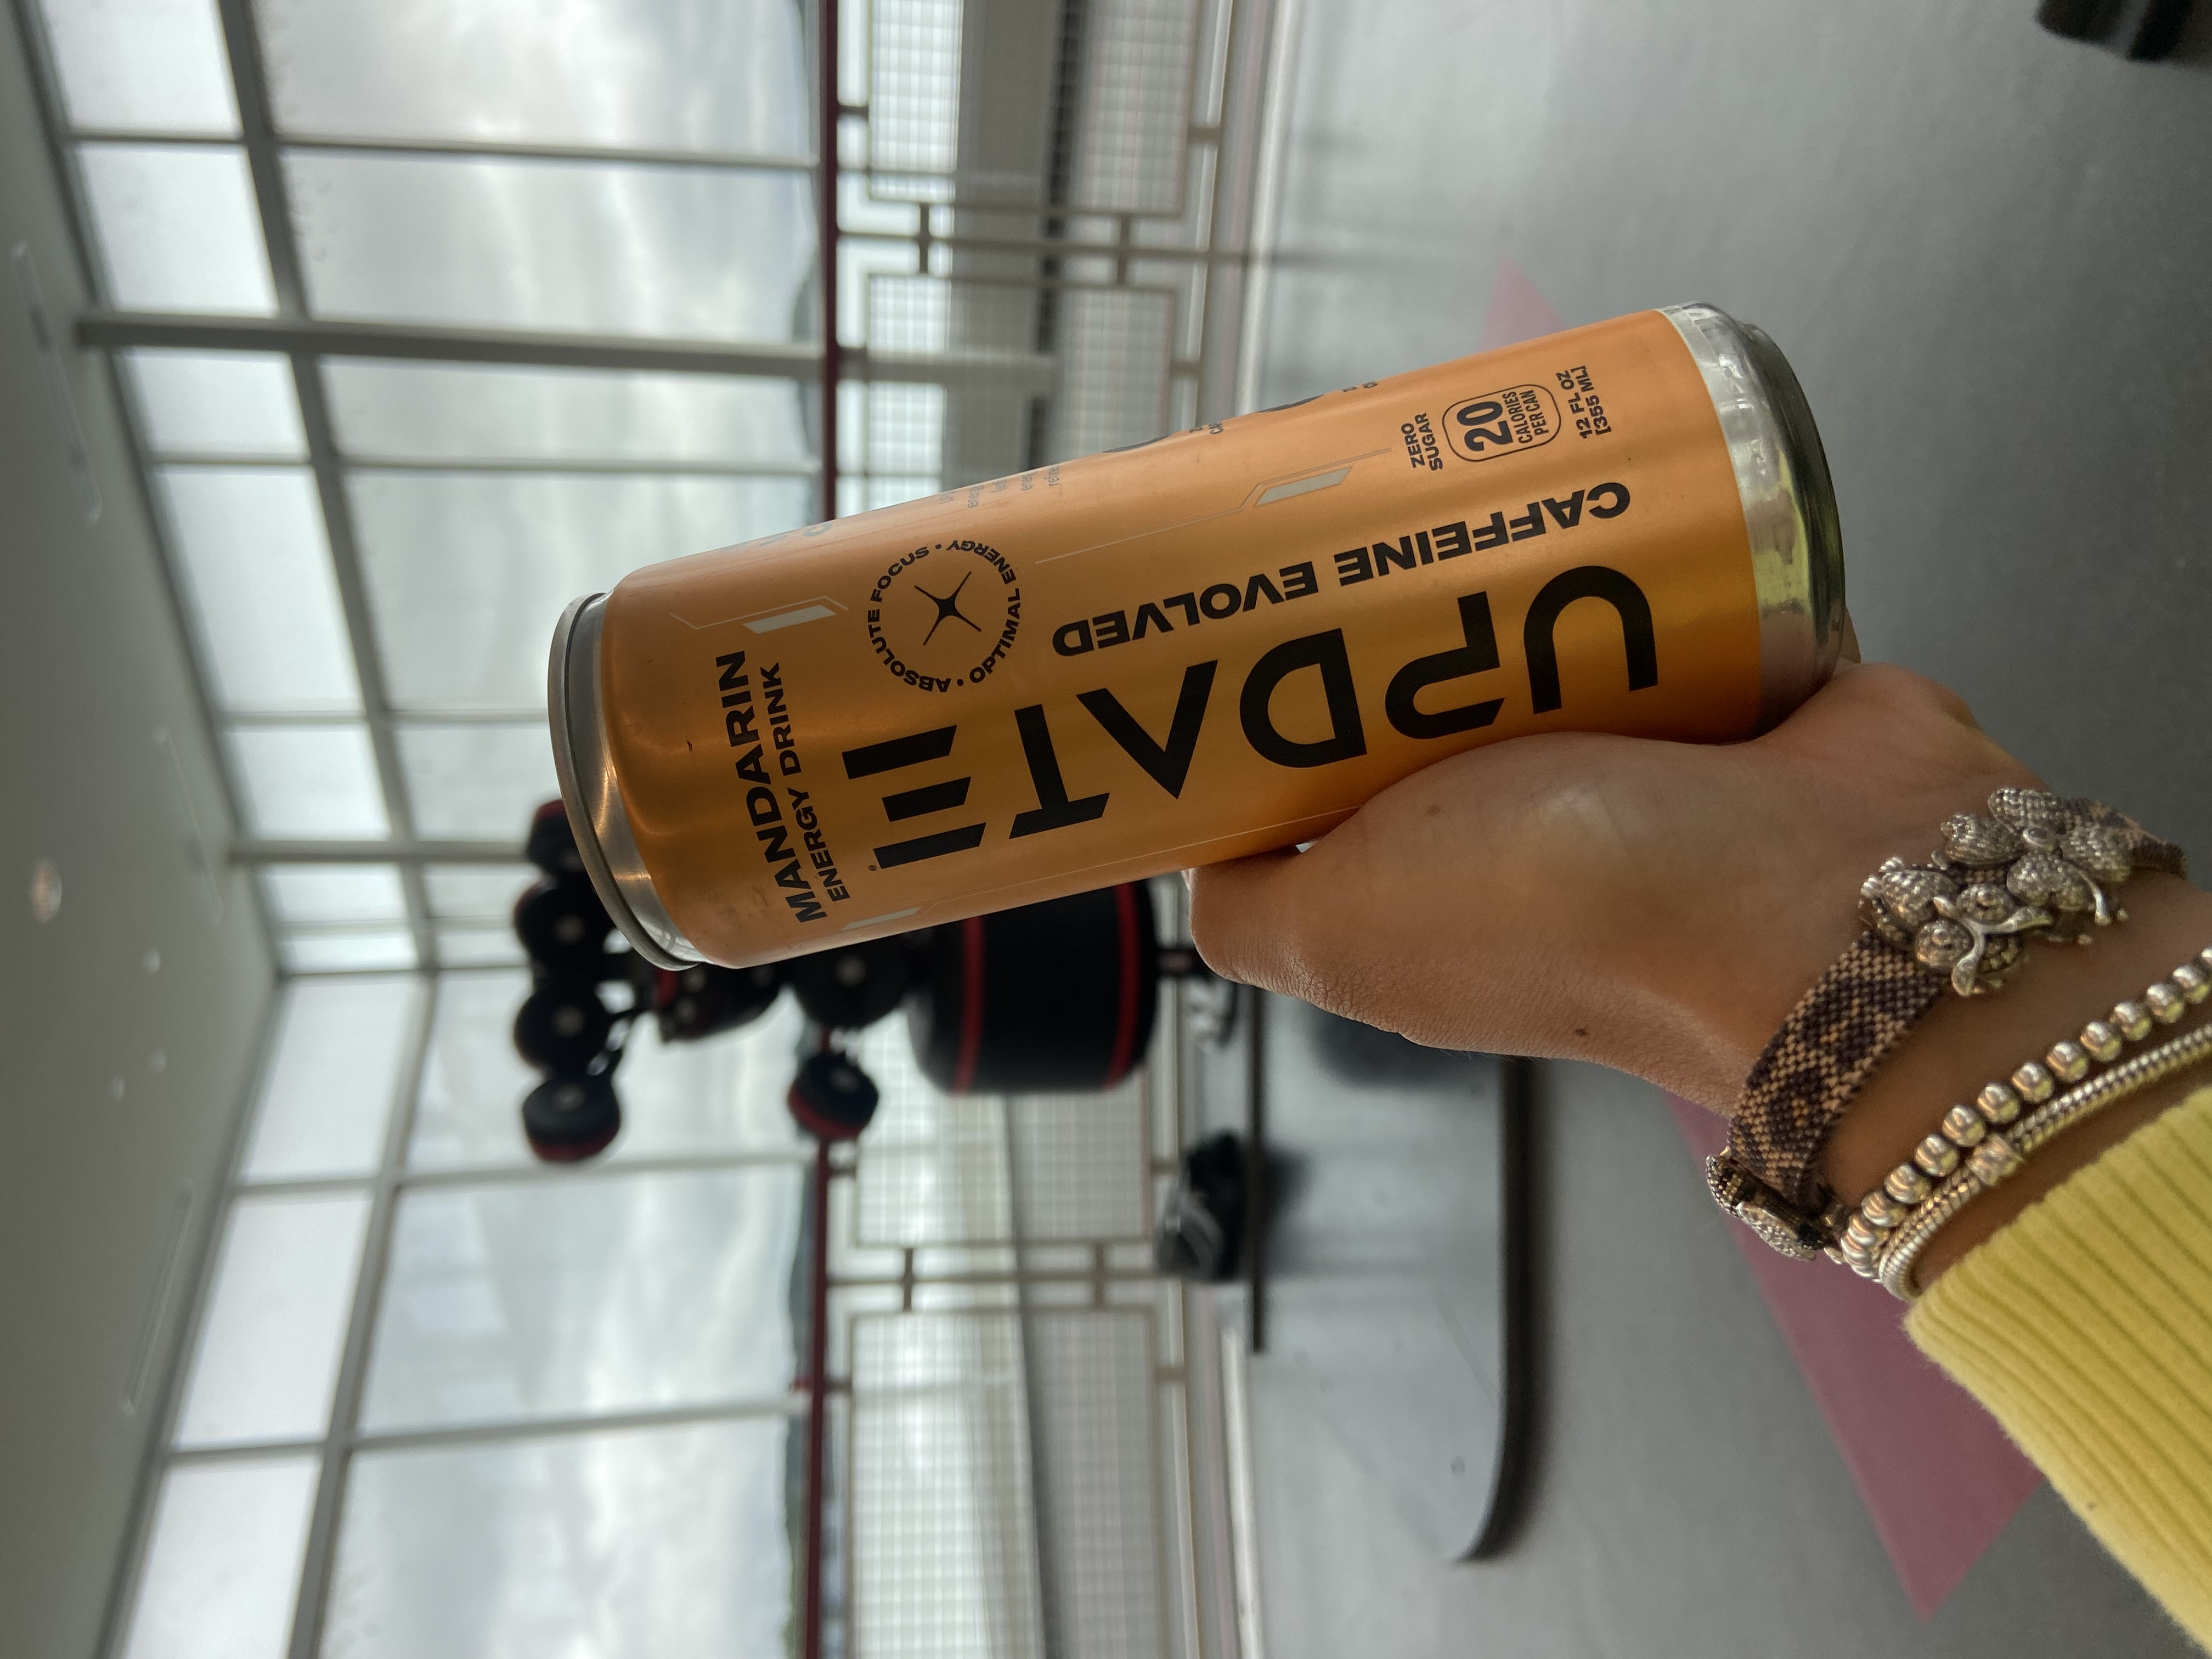 MANDARIN
ENERGY DRINK
UPDATE®
CAFFEINE EVOLVED
ABSOLUTE FOCUS • OPTIMAL ENERGY •
ZERO
SUGAR
20
CALORIES
PER CAN
12 FL OZ
[355 ML]